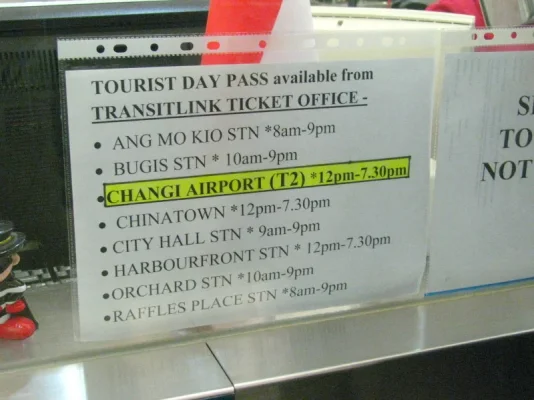 TOURIST DAY PASS available from
TRANSITLINK TICKET OFFICE -
• ANG MO KIO STN *8am-9pm
• BUGIS STN * 10am-9pm
•CHANGI AIRPORT (T2) *12pm-7.30pm
• CHINATOWN *12pm-7.30pm
•CITY HALL STN * 9am-9pm
•HARBOURFRONT STN * 12pm-7.30pm
•ORCHARD STN *10am-9pm
•RAFFLES PLACE STN *8am-9pm
TO
NOT